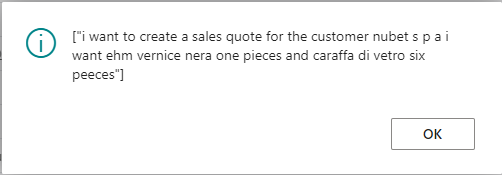 ["i want to create a sales quote for the customer nubet s p a i
want ehm vernice nera one pieces and caraffa di vetro six
peeces"]
OK